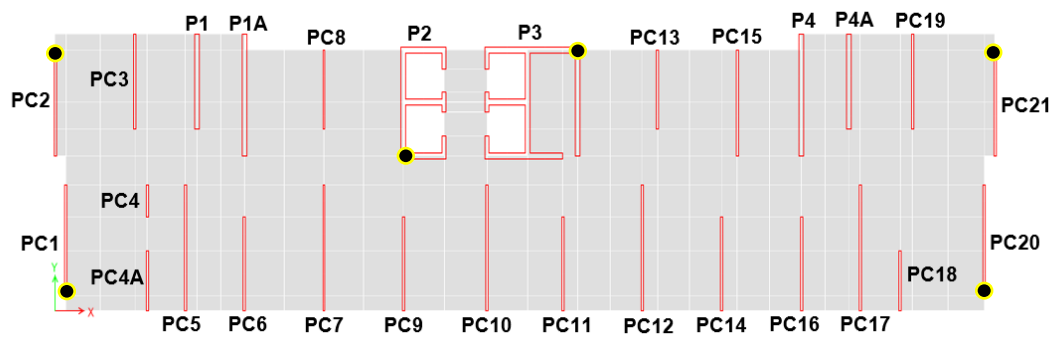 P1 P1A P2 P3 P4 P4A PC19
PC8 PC13 PC15
PC3
PC2 PC21
PC4
PC1 PC20
Y
PC4A PC18
X
PC5 PC6 PC7 PC9 PC10 PC11 PC12 PC14 PC16 PC17